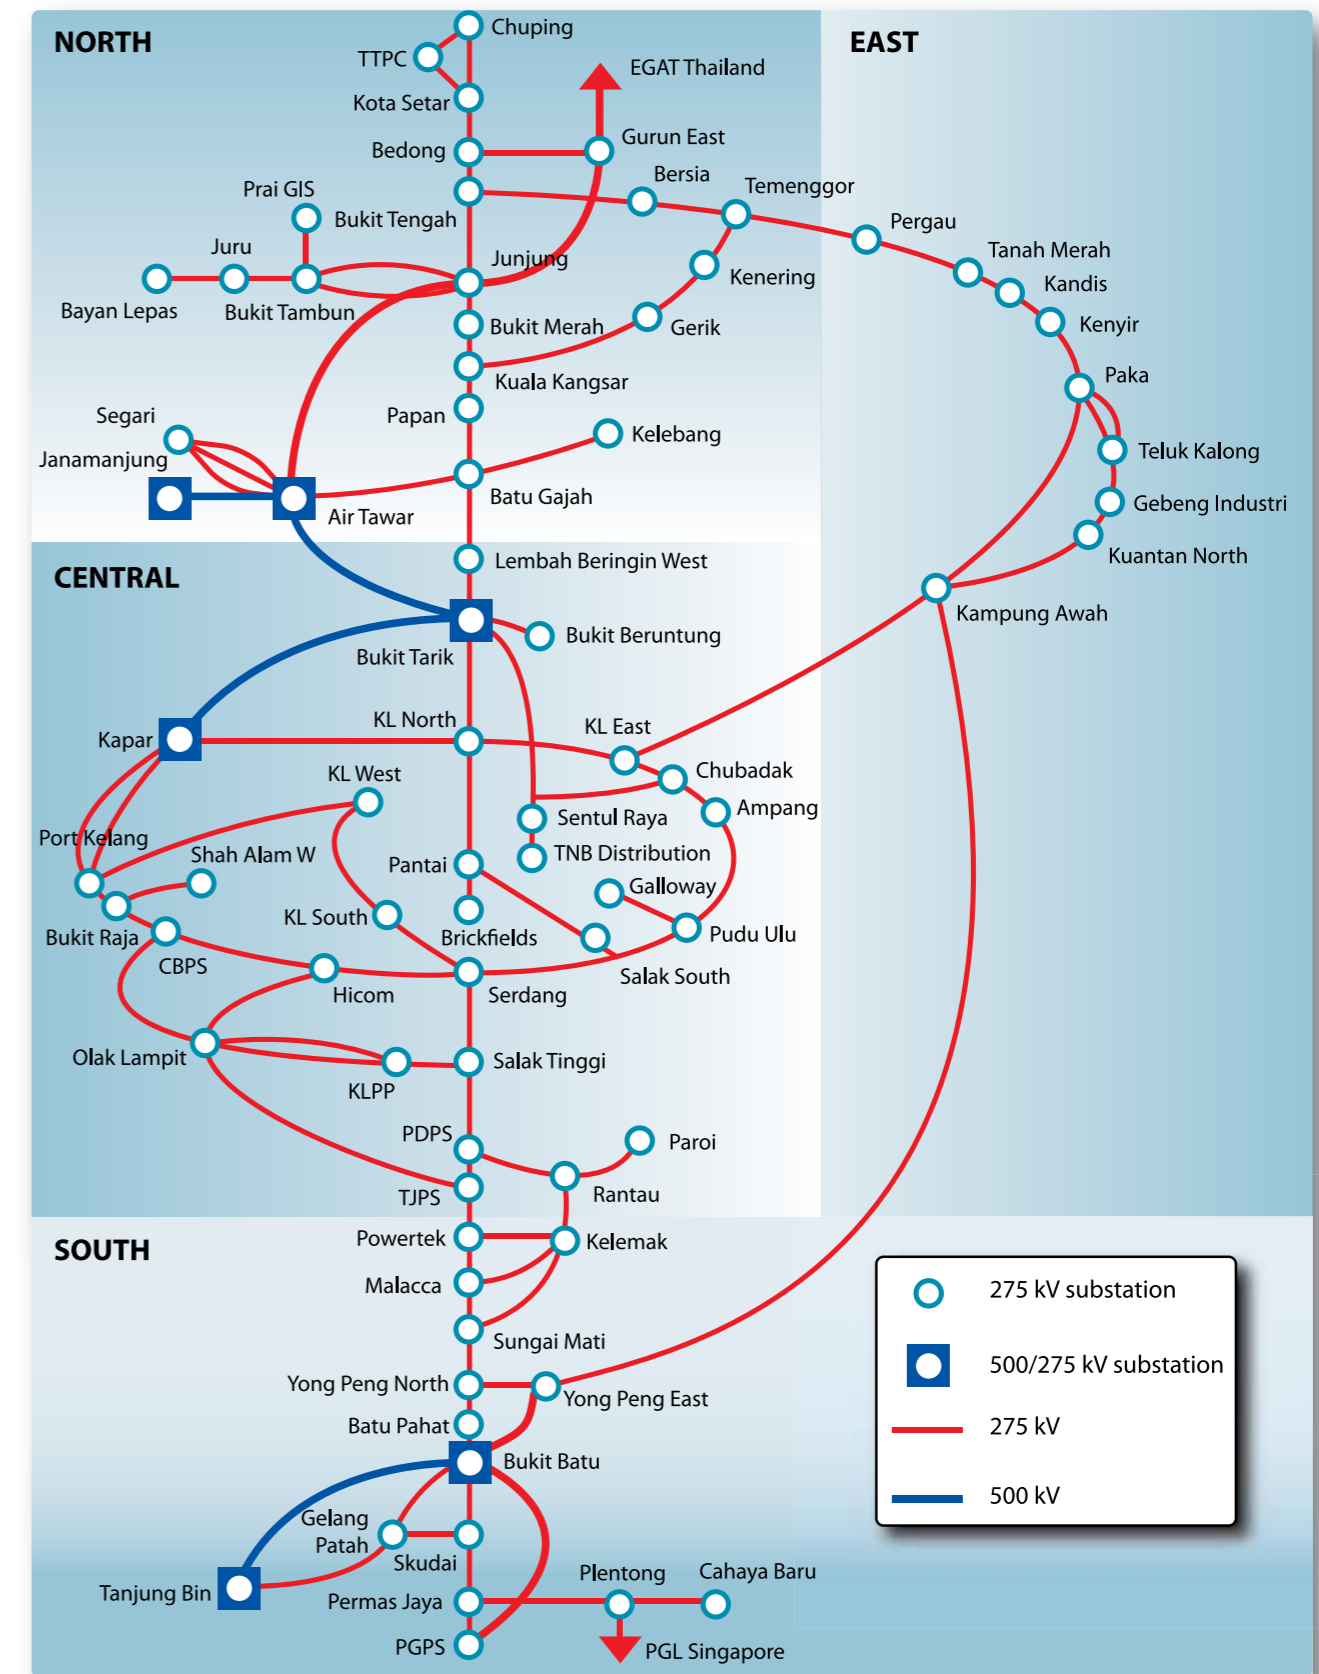 NORTH
EAST
Chuping
TTPC
EGAT Thailand
Kota Setar
Gurun East
Bedong
Bersia
Temenggor
Prai GIS
Bukit Tengah
Pergau
Juru
Junjung
Tanah Merah
Kandis
Kenering
Bayan Lepas
Bukit Tambun
Bukit Merah
Gerik
Kenyir
Kuala Kangsar
Paka
Segari
Papan
Kelebang
Janamanjung
Teluk Kalong
Batu Gajah
Gebeng Industri
Air Tawar
Kuantan North
CENTRAL
Lembah Beringin West
Kampung Awah
Bukit Beruntung
Bukit Tarik
KL North
KL East
Kapar
KL West
Chubadak
Ampang
Port Kelang
Sentul Raya
Shah Alam W
TNB Distribution
Pantai
Galloway
KL South
Bukit Raja
Brickfields
Pudu Ulu
CBPS
Salak South
Hicom
Serdang
Olak Lampit
Salak Tinggi
KLPP
PDPS
Paroi
TJPS
Rantau
SOUTH
Powertek
Kelemak
Malacca
275 kV substation
Sungai Mati
500/275 kV substation
Yong Peng North
Yong Peng East
Batu Pahat
275 kV
Bukit Batu
500 kV
Gelang
Patah
Skudai
Tanjung Bin
Plentong
Cahaya Baru
Permas Jaya
PGPS
PGL Singapore